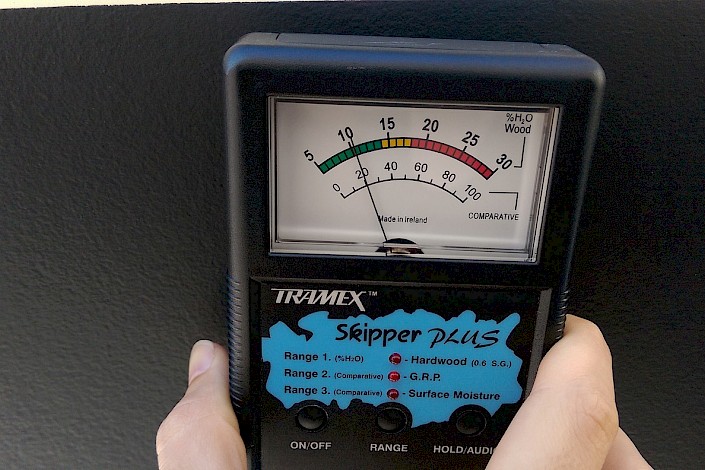 %H₂O
Wood
5 10 15 20 25 30
0 20 40 60 80 100
COMPARATIVE
Made in Ireland
TRAMEX™
Skipper PLUS
Range 1. (%H₂O) - Hardwood (0.6 S.G.)
Range 2. (Comparative) - G.R.P.
Range 3. (Comparative) - Surface Moisture
ON/OFF RANGE HOLD/AUDI